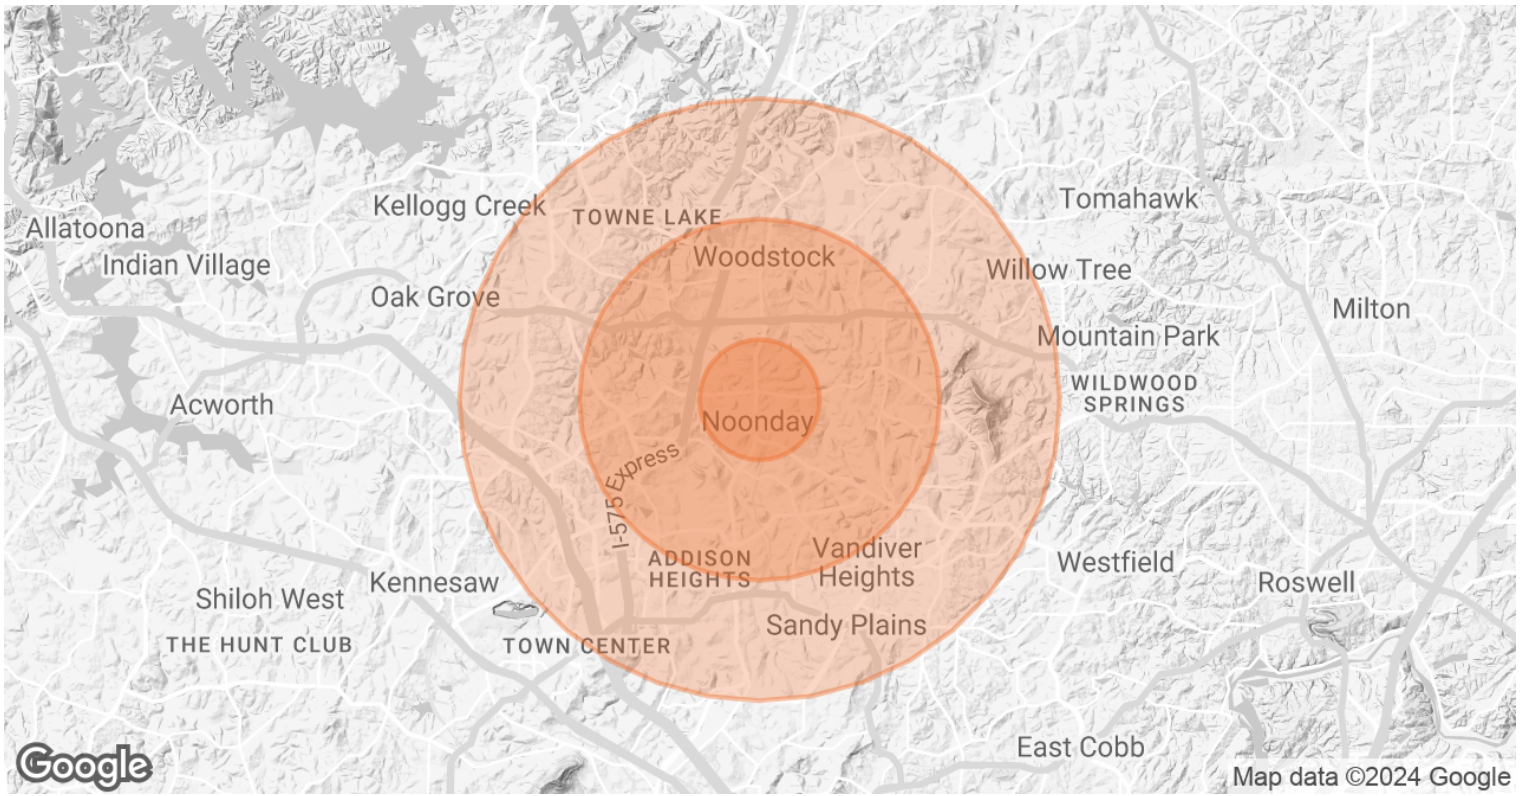 Tomahawk
Kellogg Creek
TOWNE LAKE
Allatoona
Woodstock
Indian Village
Willow Tree
Oak Grove
Milton
Mountain Park
WILDWOOD
SPRINGS
Acworth
Noonday
I-575 Express
ADDISON
HEIGHTS
Vandiver
Heights
Westfield
Kennesaw
Roswell
Shiloh West
Sandy Plains
THE HUNT CLUB
TOWN CENTER
East Cobb
Google
Map data ©2024 Google